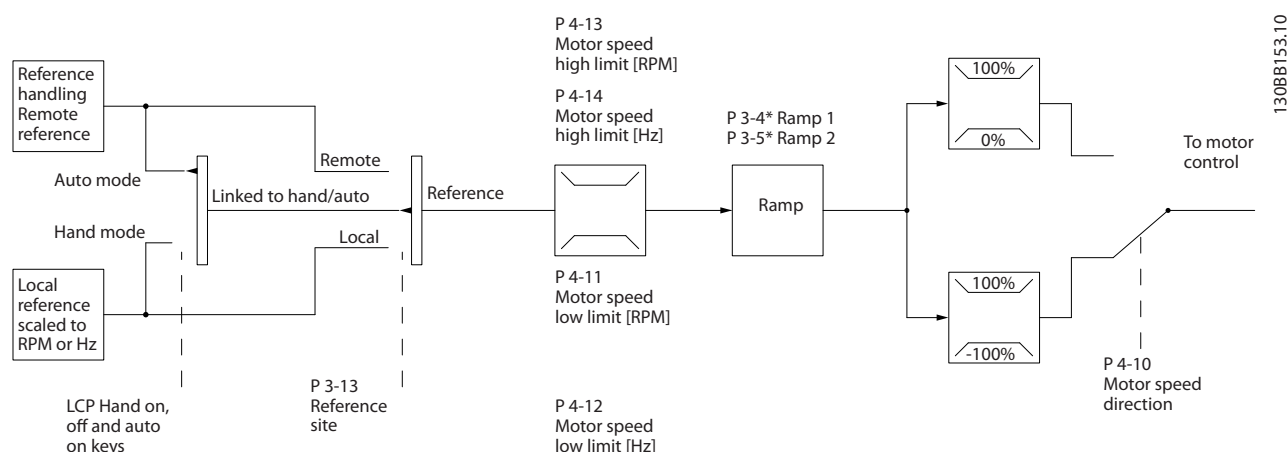 Reference
handling
Remote
reference
Auto mode
Hand mode
Local
reference
scaled to
RPM or Hz
LCP Hand on,
off and auto
on keys
Linked to hand/auto
Remote
Local
P 3-13
Reference
site
Reference
P 4-13
Motor speed
high limit [RPM]
P 4-14
Motor speed
high limit [Hz]
P 4-11
Motor speed
low limit [RPM]
P 4-12
Motor speed
low limit [Hz]
P 3-4* Ramp 1
P 3-5* Ramp 2
Ramp
100%
0%
100%
-100%
To motor
control
P 4-10
Motor speed
direction
130BB153.10